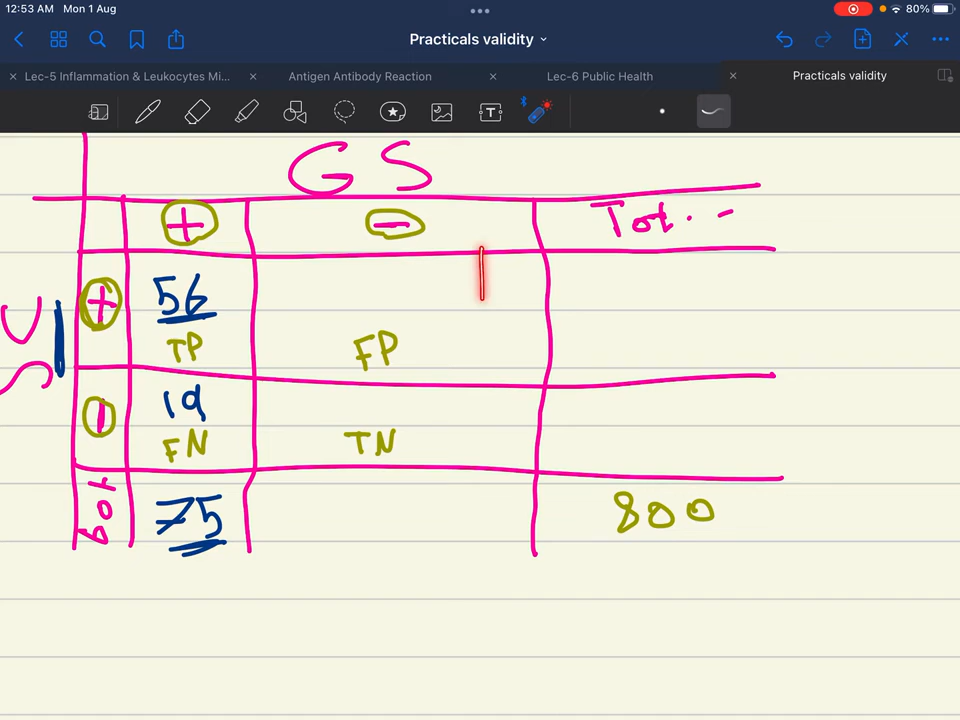 12:53 AM Mon 1 Aug 80%
Practicals validity
Lec-5 Inflammation & Leukocytes Mi... Antigen Antibody Reaction Lec-6 Public Health Practicals validity
T
GS
+ - Tot. -
+ 56
TP FP
- 19
FN TN
75 800